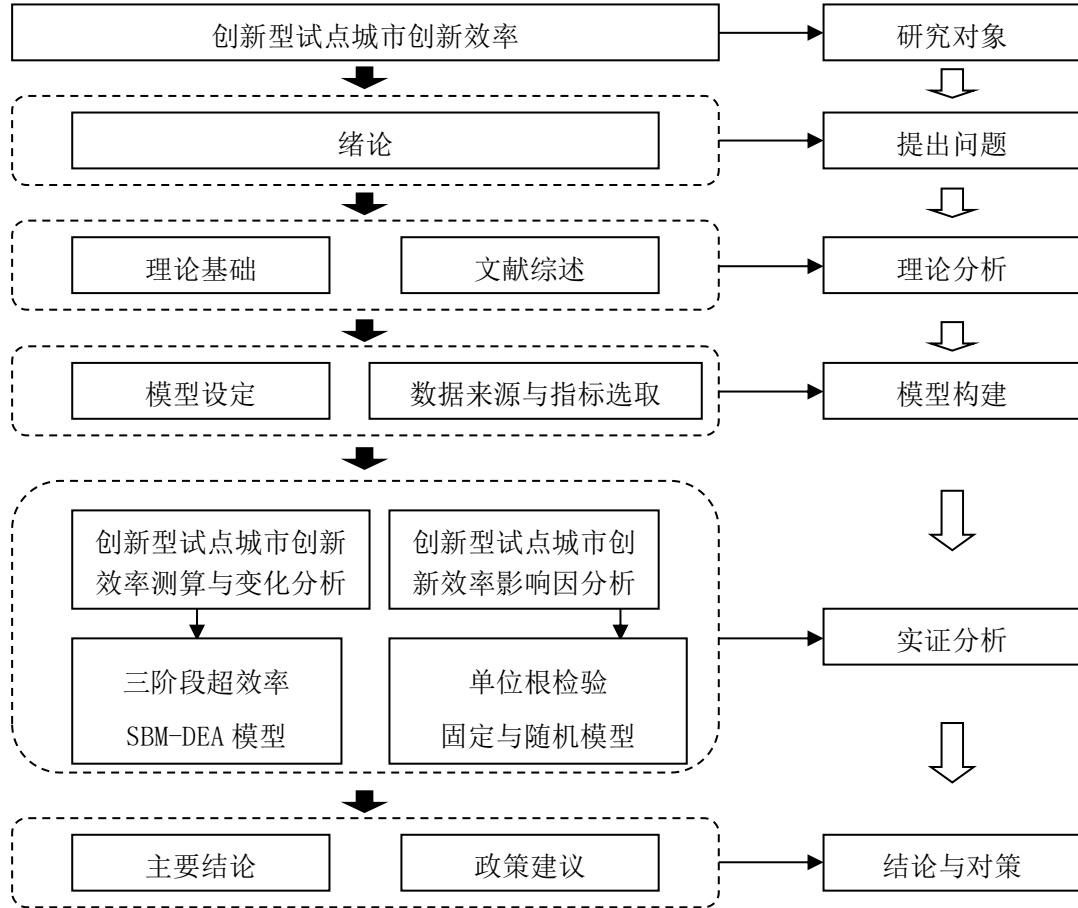 创新型试点城市创新效率
研究对象
绪论
提出问题
理论基础
文献综述
理论分析
模型设定
数据来源与指标选取
模型构建
创新型试点城市创新
效率测算与变化分析
创新型试点城市创
新效率影响因分析
三阶段超效率
SBM-DEA 模型
单位根检验
固定与随机模型
实证分析
主要结论
政策建议
结论与对策